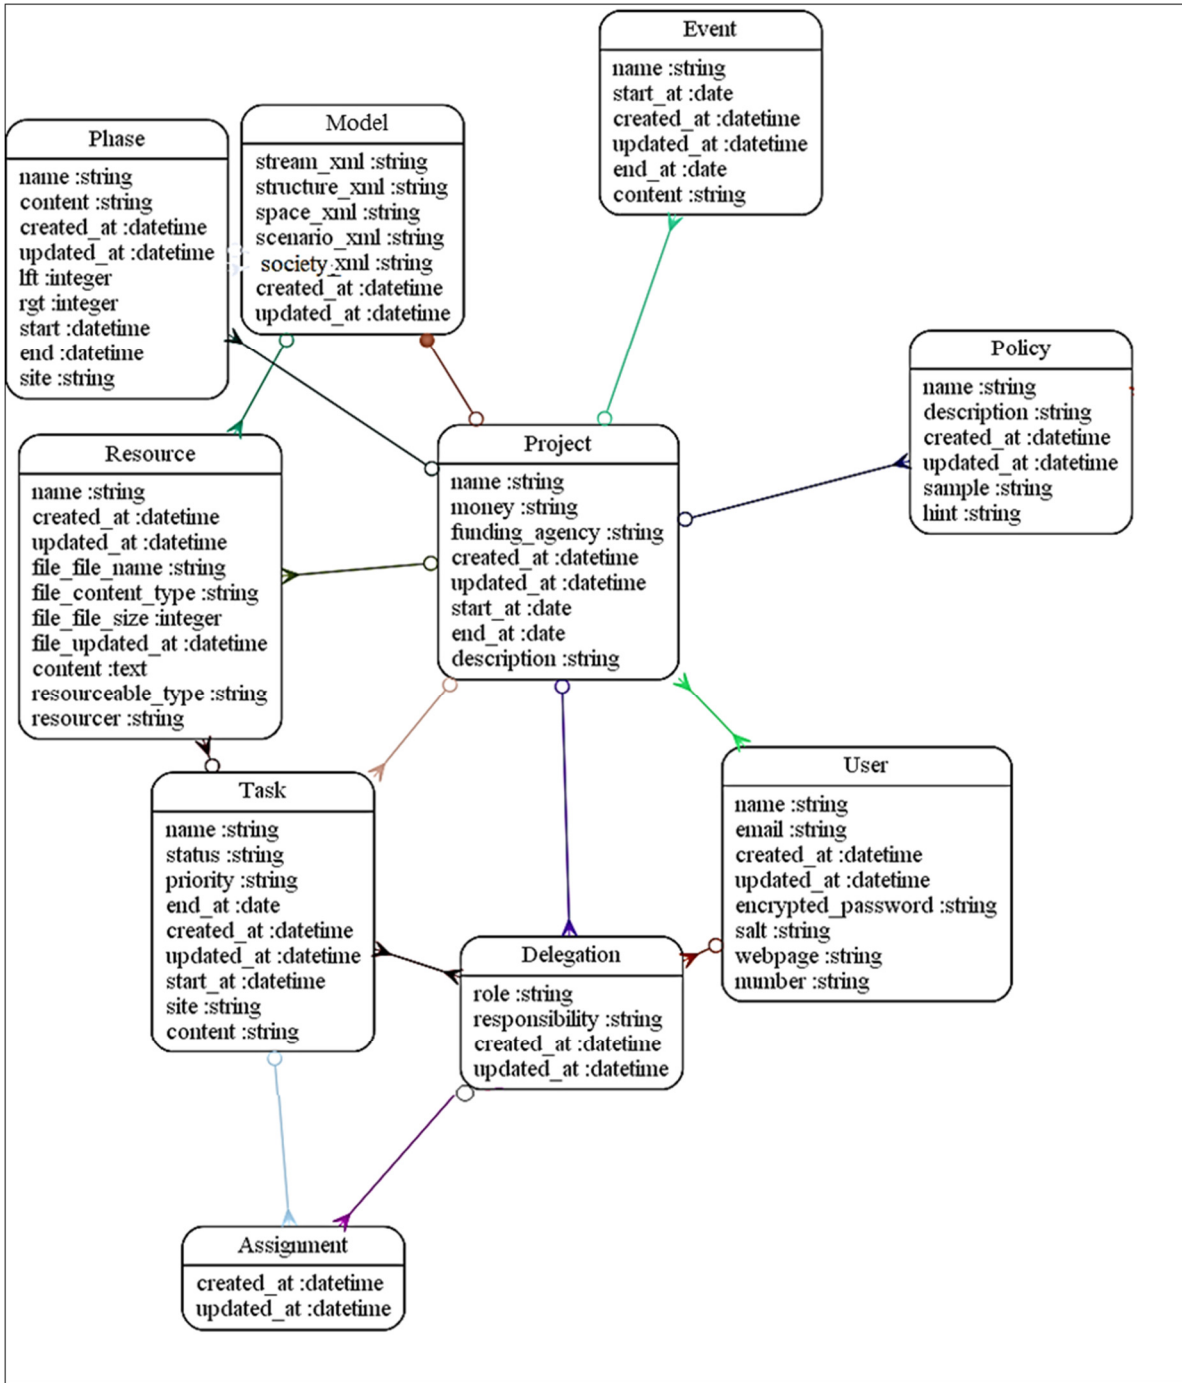 Event
name :string
start_at :date
created_at :datetime
updated_at :datetime
end_at :date
content :string
Model
stream_xml :string
structure_xml :string
space_xml :string
scenario_xml :string
society_xml :string
created_at :datetime
updated_at :datetime
Phase
name :string
content :string
created_at :datetime
updated_at :datetime
lft :integer
rgt :integer
start :datetime
end :datetime
site :string
Policy
name :string
description :string
created_at :datetime
updated_at :datetime
sample :string
hint :string
Project
name :string
money :string
funding_agency :string
created_at :datetime
updated_at :datetime
start_at :date
end_at :date
description :string
Resource
name :string
created_at :datetime
updated_at :datetime
file_file_name :string
file_content_type :string
file_file_size :integer
file_updated_at :datetime
content :text
resourceable_type :string
resourcer :string
User
name :string
email :string
created_at :datetime
updated_at :datetime
encrypted_password :string
salt :string
webpage :string
number :string
Task
name :string
status :string
priority :string
end_at :date
created_at :datetime
updated_at :datetime
start_at :datetime
site :string
content :string
Delegation
role :string
responsibility :string
created_at :datetime
updated_at :datetime
Assignment
created_at :datetime
updated_at :datetime